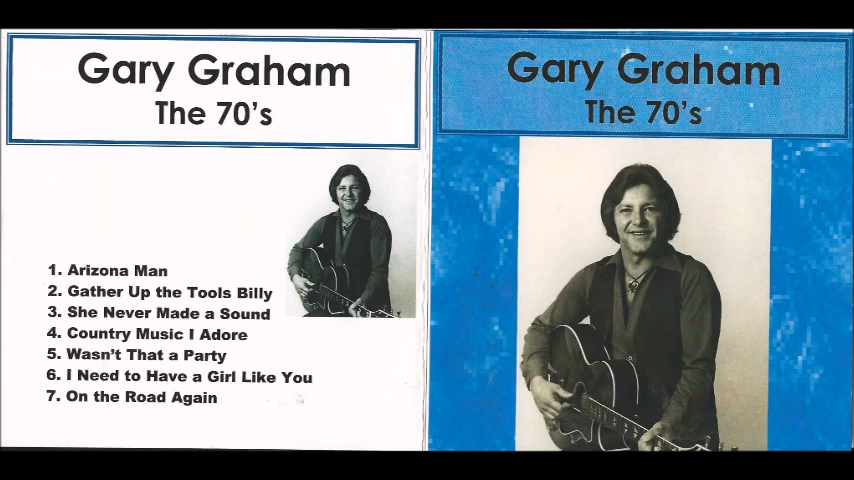 Gary Graham
The 70's
1. Arizona Man
2. Gather Up the Tools Billy
3. She Never Made a Sound
4. Country Music I Adore
5. Wasn't That a Party
6. I Need to Have a Girl Like You
7. On the Road Again
Gary Graham
The 70's